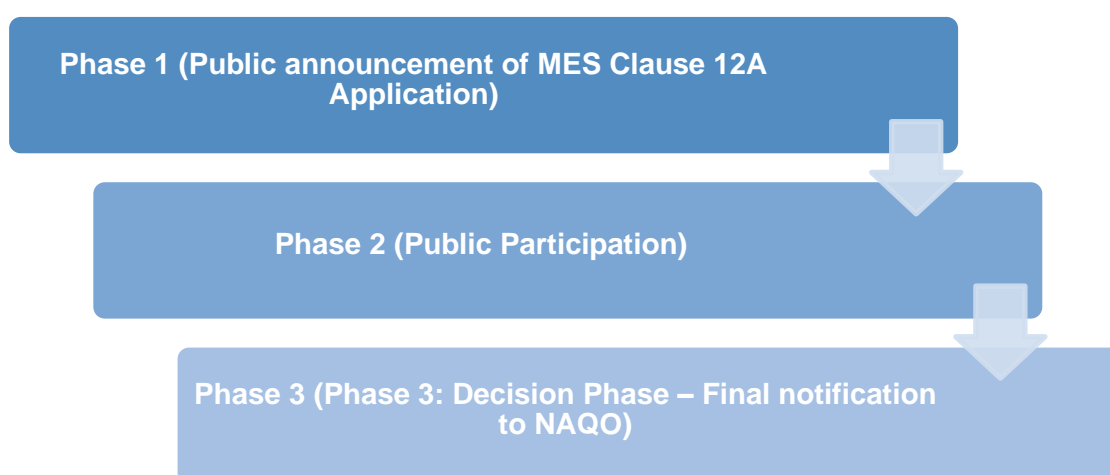 Phase 1 (Public announcement of MES Clause 12A
Application)
Phase 2 (Public Participation)
Phase 3 (Phase 3: Decision Phase – Final notification
to NAQO)